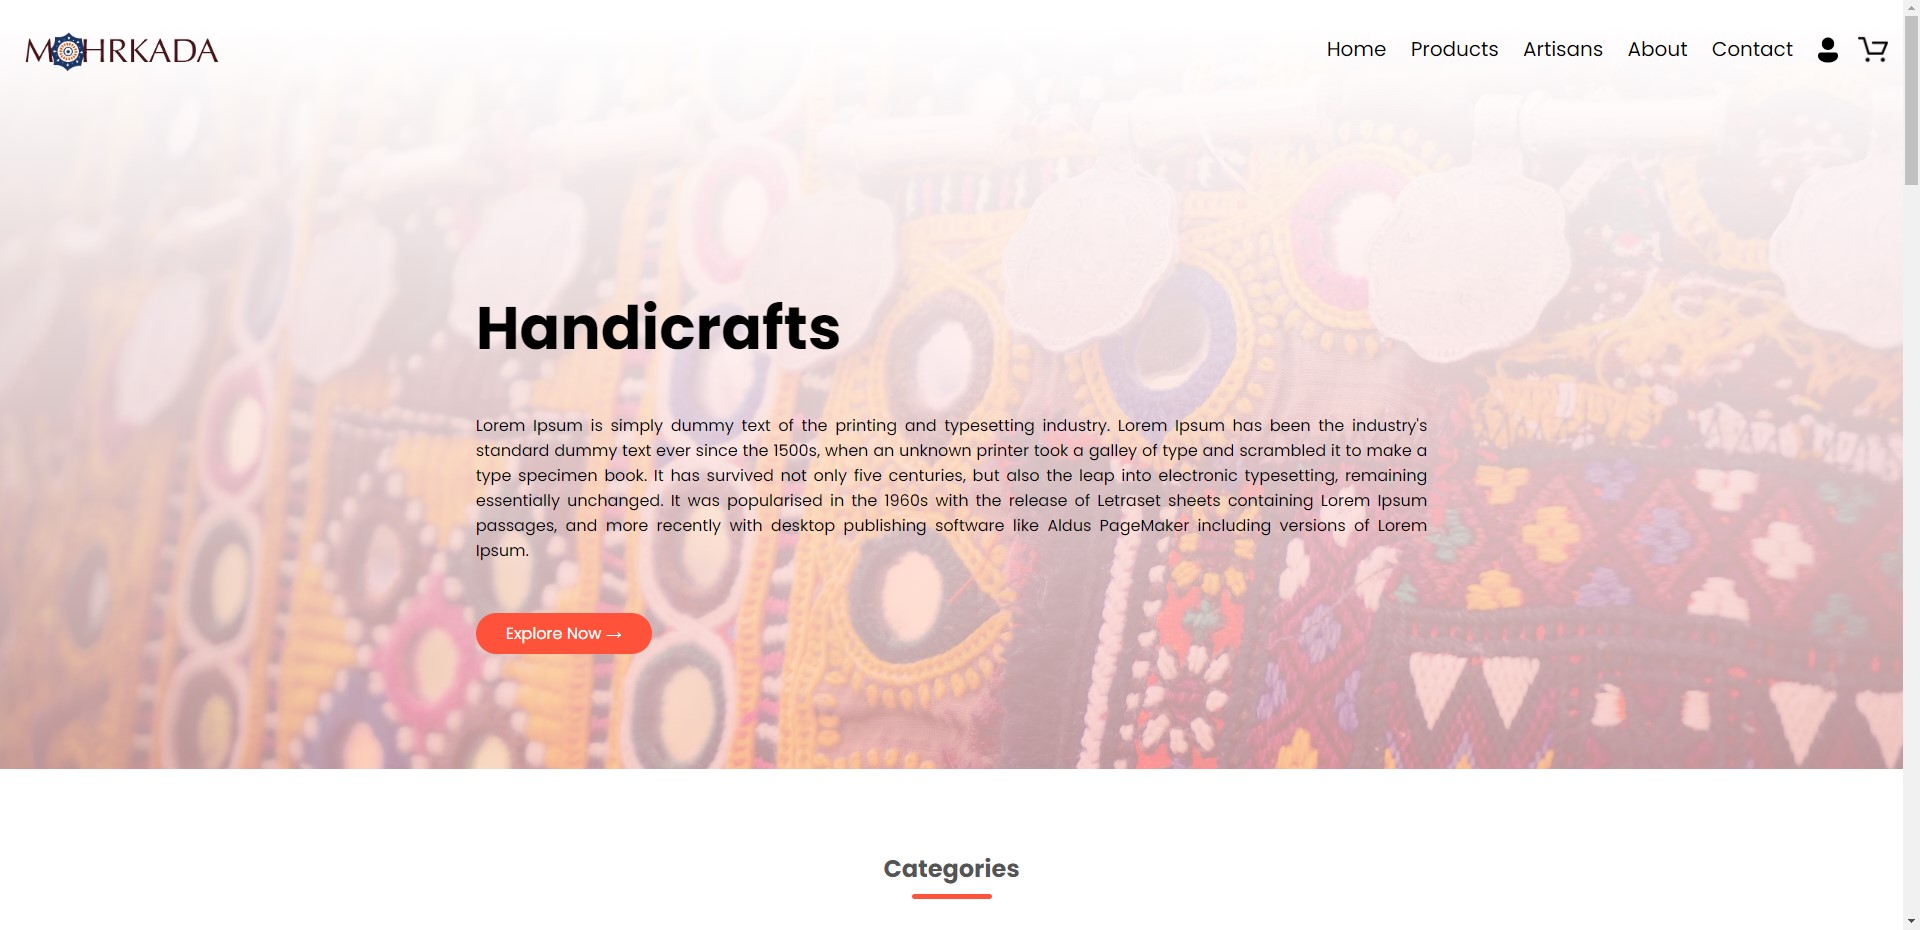 MOHRKADA
Home Products Artisans About Contact
Handicrafts
Lorem Ipsum is simply dummy text of the printing and typesetting industry. Lorem Ipsum has been the industry's
standard dummy text ever since the 1500s, when an unknown printer took a galley of type and scrambled it to make a
type specimen book. It has survived not only five centuries, but also the leap into electronic typesetting, remaining
essentially unchanged. It was popularised in the 1960s with the release of Letraset sheets containing Lorem Ipsum
passages, and more recently with desktop publishing software like Aldus PageMaker including versions of Lorem
Ipsum.
Explore Now →
Categories